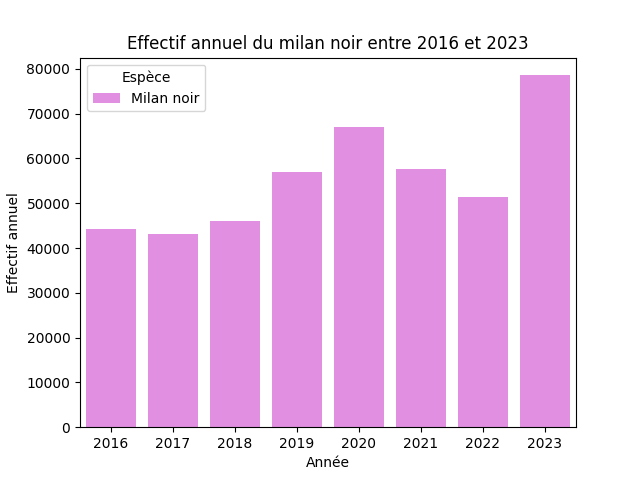 Effectif annuel du milan noir entre 2016 et 2023
Espèce
Milan noir
80000
70000
60000
50000
40000
30000
20000
10000
0
Effectif annuel
2016 2017 2018 2019 2020 2021 2022 2023
Année